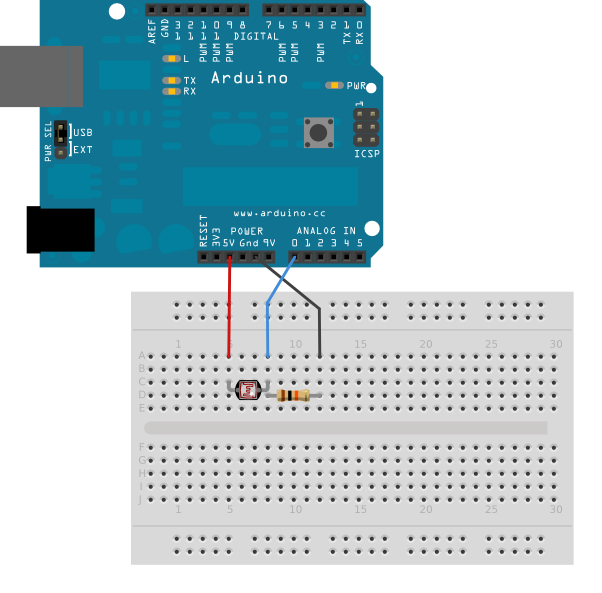 AREF
GND
13
12
11
10
9
8
7
6
5
4
3
2
1
0
PWM
PWM
PWM
PWM
PWM
PWM
TX
RX
DIGITAL
L
TX
RX
Arduino
PWR
1
PWR SEL
USB
EXT
ICSP
www.arduino.cc
POWER
ANALOG IN
RESET
3V3
5V Gnd 9V
0 1 2 3 4 5
1 5 10 15 20 25 30
A
B
C
D
E
F
G
H
I
J
1 5 10 15 20 25 30